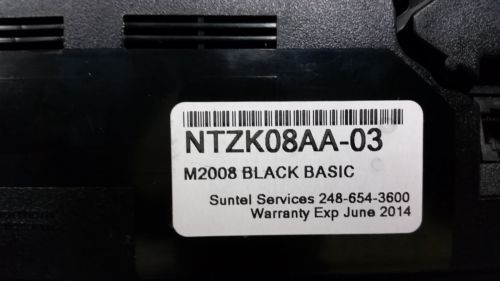 NTZK08AA-03
M2008 BLACK BASIC
Suntel Services 248-654-3600
Warranty Exp June 2014